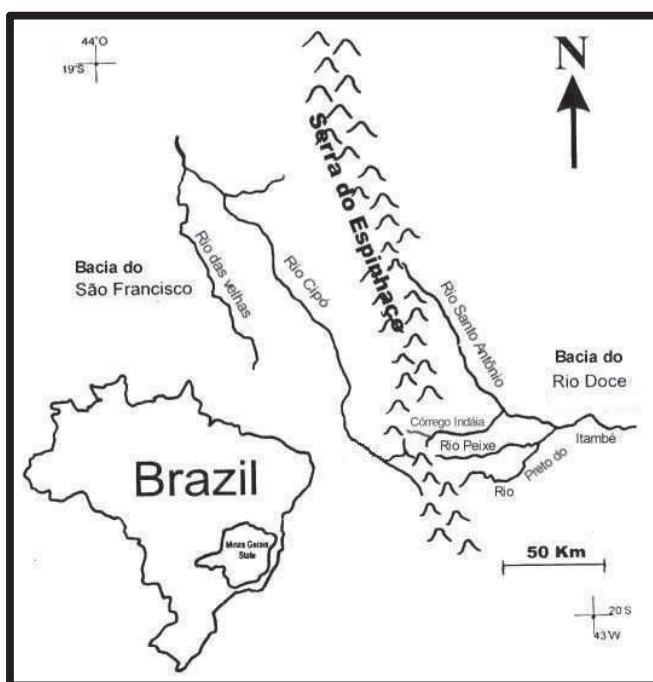 44°O
19°S
N
Serra do Espinhaço
Rio das velhas
Bacia do
São Francisco
Rio Cipó
Rio Santo Antônio
Bacia do
Rio Doce
Córrego Indáia
Rio Peixe
Itambé
Rio Preto do
Brazil
Minas Gerais
State
50 Km
20°S
43°W